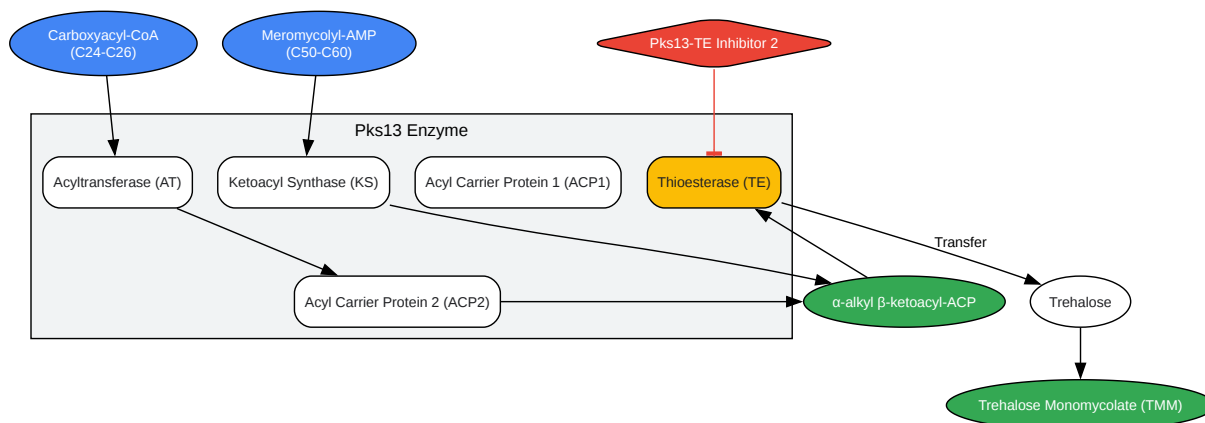 Carboxyacyl-CoA
(C24-C26)
Meromycolyl-AMP
(C50-C60)
Pks13-TE Inhibitor 2
Pks13 Enzyme
Acyltransferase (AT)
Ketoacyl Synthase (KS)
Acyl Carrier Protein 1 (ACP1)
Thioesterase (TE)
Transfer
Acyl Carrier Protein 2 (ACP2)
α-alkyl β-ketoacyl-ACP
Trehalose
Trehalose Monomycolate (TMM)